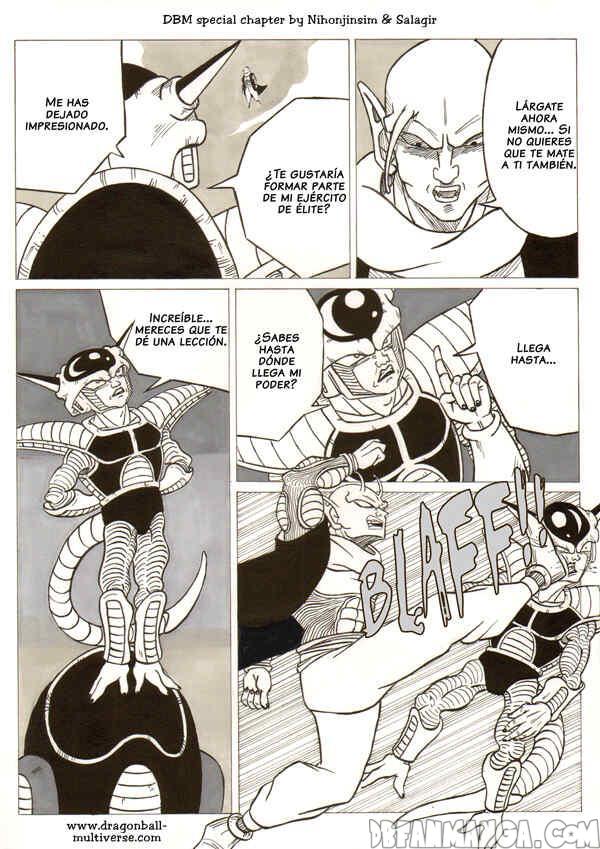 DBM special chapter by Nihonjinsim & Salagir
ME HAS
DEJADO
IMPRESIONADO.
¿TE GUSTARÍA
FORMAR PARTE
DE MI EJÉRCITO
DE ÉLITE?
LÁRGATE
AHORA
MISMO... SI
NO QUIERES
QUE TE MATE
A TI TAMBIÉN.
INCREÍBLE...
MERECES QUE TE
DÉ UNA LECCIÓN.
¿SABES
HASTA
DÓNDE
LLEGA MI
PODER?
LLEGA
HASTA...
BLAFF!!
www.dragonball-
multiverse.com
DBFANMANGA.COM